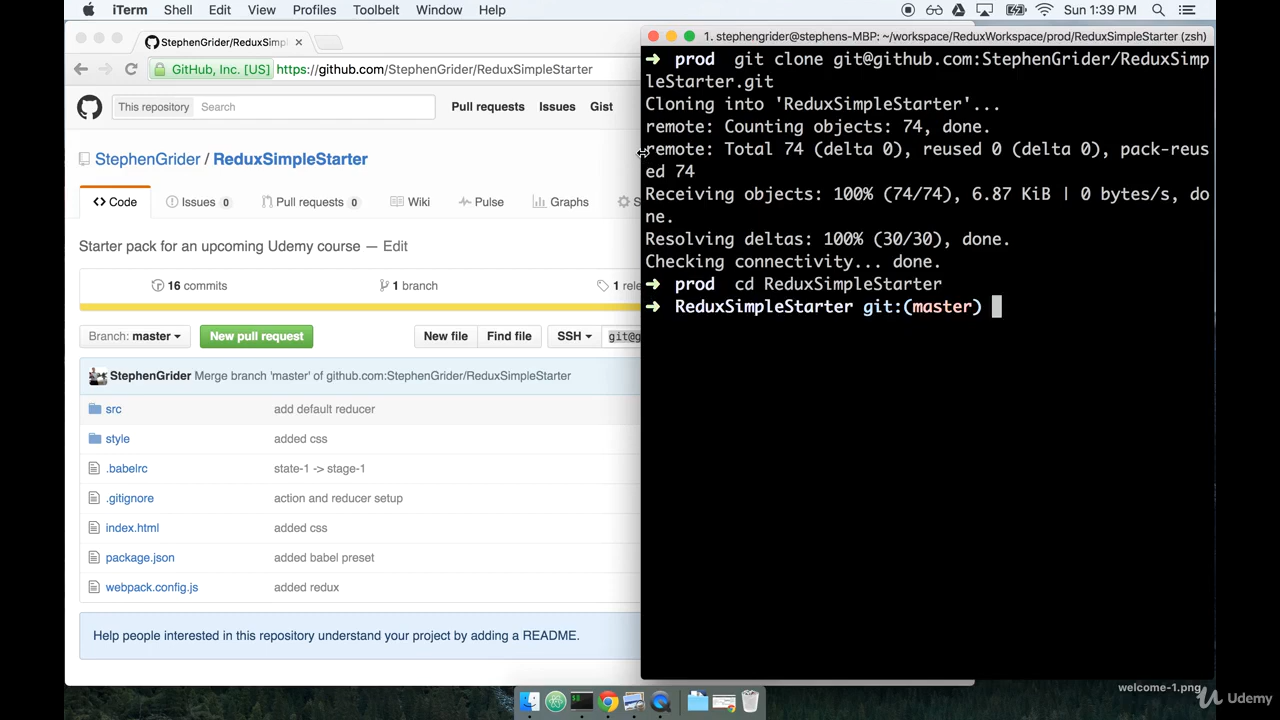 iTerm Shell Edit View Profiles Toolbelt Window Help Sun 1:39 PM
StephenGrider/ReduxSimpl
GitHub, Inc. [US] https://github.com/StephenGrider/ReduxSimpleStarter
This repository Search Pull requests Issues Gist
StephenGrider / ReduxSimpleStarter
Code Issues 0 Pull requests 0 Wiki Pulse Graphs S
Starter pack for an upcoming Udemy course — Edit
16 commits 1 branch 1 rele
Branch: master New pull request New file Find file SSH git@g
StephenGrider Merge branch 'master' of github.com:StephenGrider/ReduxSimpleStarter
src add default reducer
style added css
.babelrc state-1 -> stage-1
.gitignore action and reducer setup
index.html added css
package.json added babel preset
webpack.config.js added redux
Help people interested in this repository understand your project by adding a README.
1. stephengrider@stephens-MBP: ~/workspace/ReduxWorkspace/prod/ReduxSimpleStarter (zsh)
➜ prod git clone git@github.com:StephenGrider/ReduxSimp
leStarter.git
Cloning into 'ReduxSimpleStarter'...
remote: Counting objects: 74, done.
remote: Total 74 (delta 0), reused 0 (delta 0), pack-reus
ed 74
Receiving objects: 100% (74/74), 6.87 KiB | 0 bytes/s, do
ne.
Resolving deltas: 100% (30/30), done.
Checking connectivity... done.
➜ prod cd ReduxSimpleStarter
➜ ReduxSimpleStarter git:(master)
welcome-1.png
Udemy